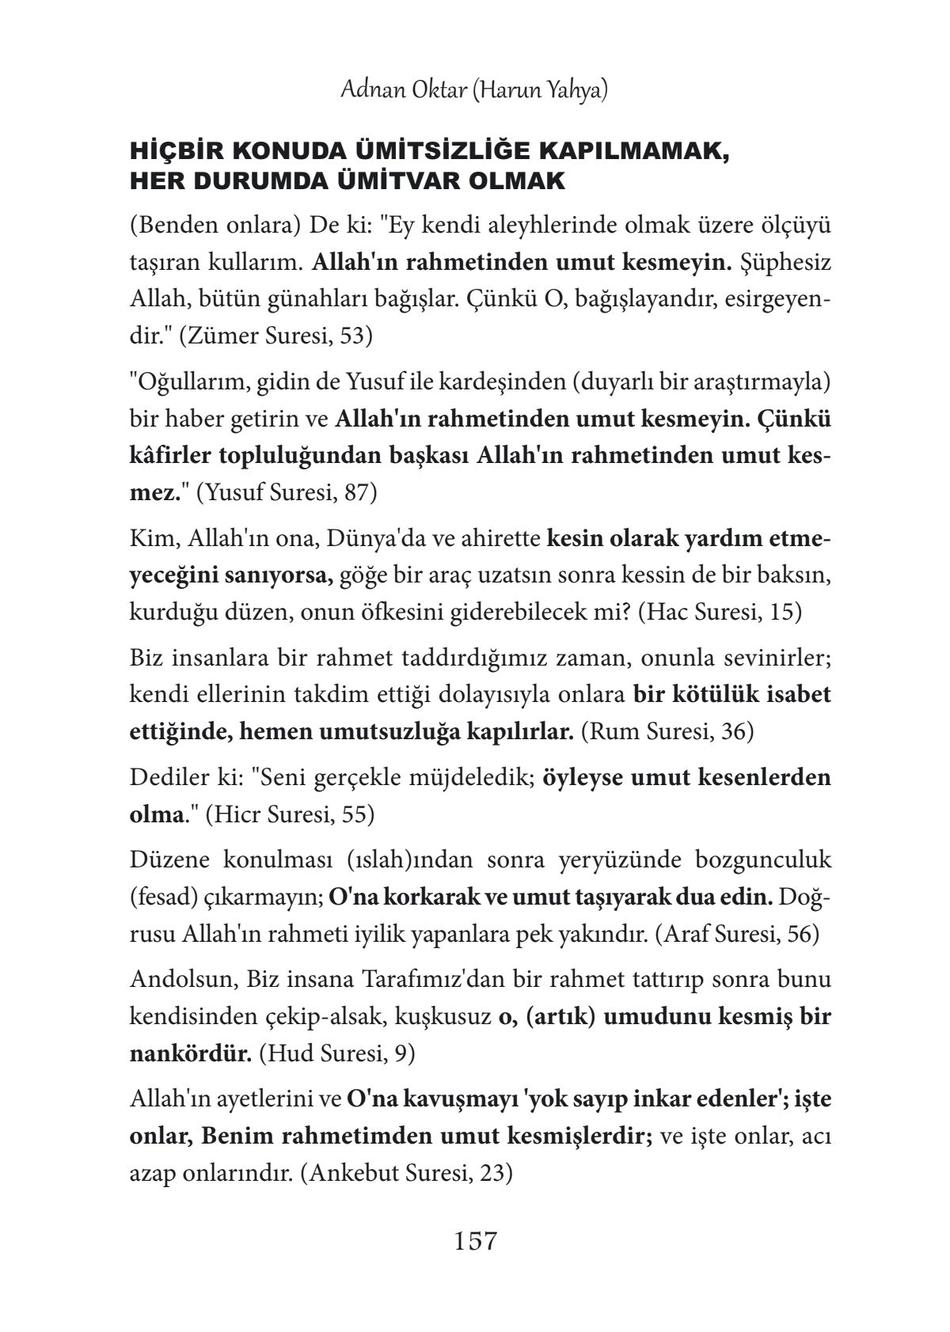 Adnan Oktar (Harun Yahya)
HİÇBİR KONUDA ÜMİTSİZLİĞE KAPILMAMAK,
HER DURUMDA ÜMİTVAR OLMAK
(Benden onlara) De ki: "Ey kendi aleyhlerinde olmak üzere ölçüyü
taşıran kullarım. Allah'ın rahmetinden umut kesmeyin. Şüphesiz
Allah, bütün günahları bağışlar. Çünkü O, bağışlayandır, esirgeyen-
dir." (Zümer Suresi, 53)
"Oğullarım, gidin de Yusuf ile kardeşinden (duyarlı bir araştırmayla)
bir haber getirin ve Allah'ın rahmetinden umut kesmeyin. Çünkü
kâfirler topluluğundan başkası Allah'ın rahmetinden umut kes-
mez." (Yusuf Suresi, 87)
Kim, Allah'ın ona, Dünya'da ve ahirette kesin olarak yardım etme-
yeceğini sanıyorsa, göğe bir araç uzatsın sonra kessin de bir baksın,
kurduğu düzen, onun öfkesini giderebilecek mi? (Hac Suresi, 15)
Biz insanlara bir rahmet taddırdığımız zaman, onunla sevinirler;
kendi ellerinin takdim ettiği dolayısıyla onlara bir kötülük isabet
ettiğinde, hemen umutsuzluğa kapılırlar. (Rum Suresi, 36)
Dediler ki: "Seni gerçekle müjdeledik; öyleyse umut kesenlerden
olma." (Hicr Suresi, 55)
Düzene konulması (ıslah)ından sonra yeryüzünde bozgunculuk
(fesad) çıkarmayın; O'na korkarak ve umut taşıyarak dua edin. Doğ-
rusu Allah'ın rahmeti iyilik yapanlara pek yakındır. (Araf Suresi, 56)
Andolsun, Biz insana Tarafımız'dan bir rahmet tattırıp sonra bunu
kendisinden çekip-alsak, kuşkusuz o, (artık) umudunu kesmiş bir
nankördür. (Hud Suresi, 9)
Allah'ın ayetlerini ve O'na kavuşmayı 'yok sayıp inkar edenler'; işte
onlar, Benim rahmetimden umut kesmişlerdir; ve işte onlar, acı
azap onlarındır. (Ankebut Suresi, 23)
157